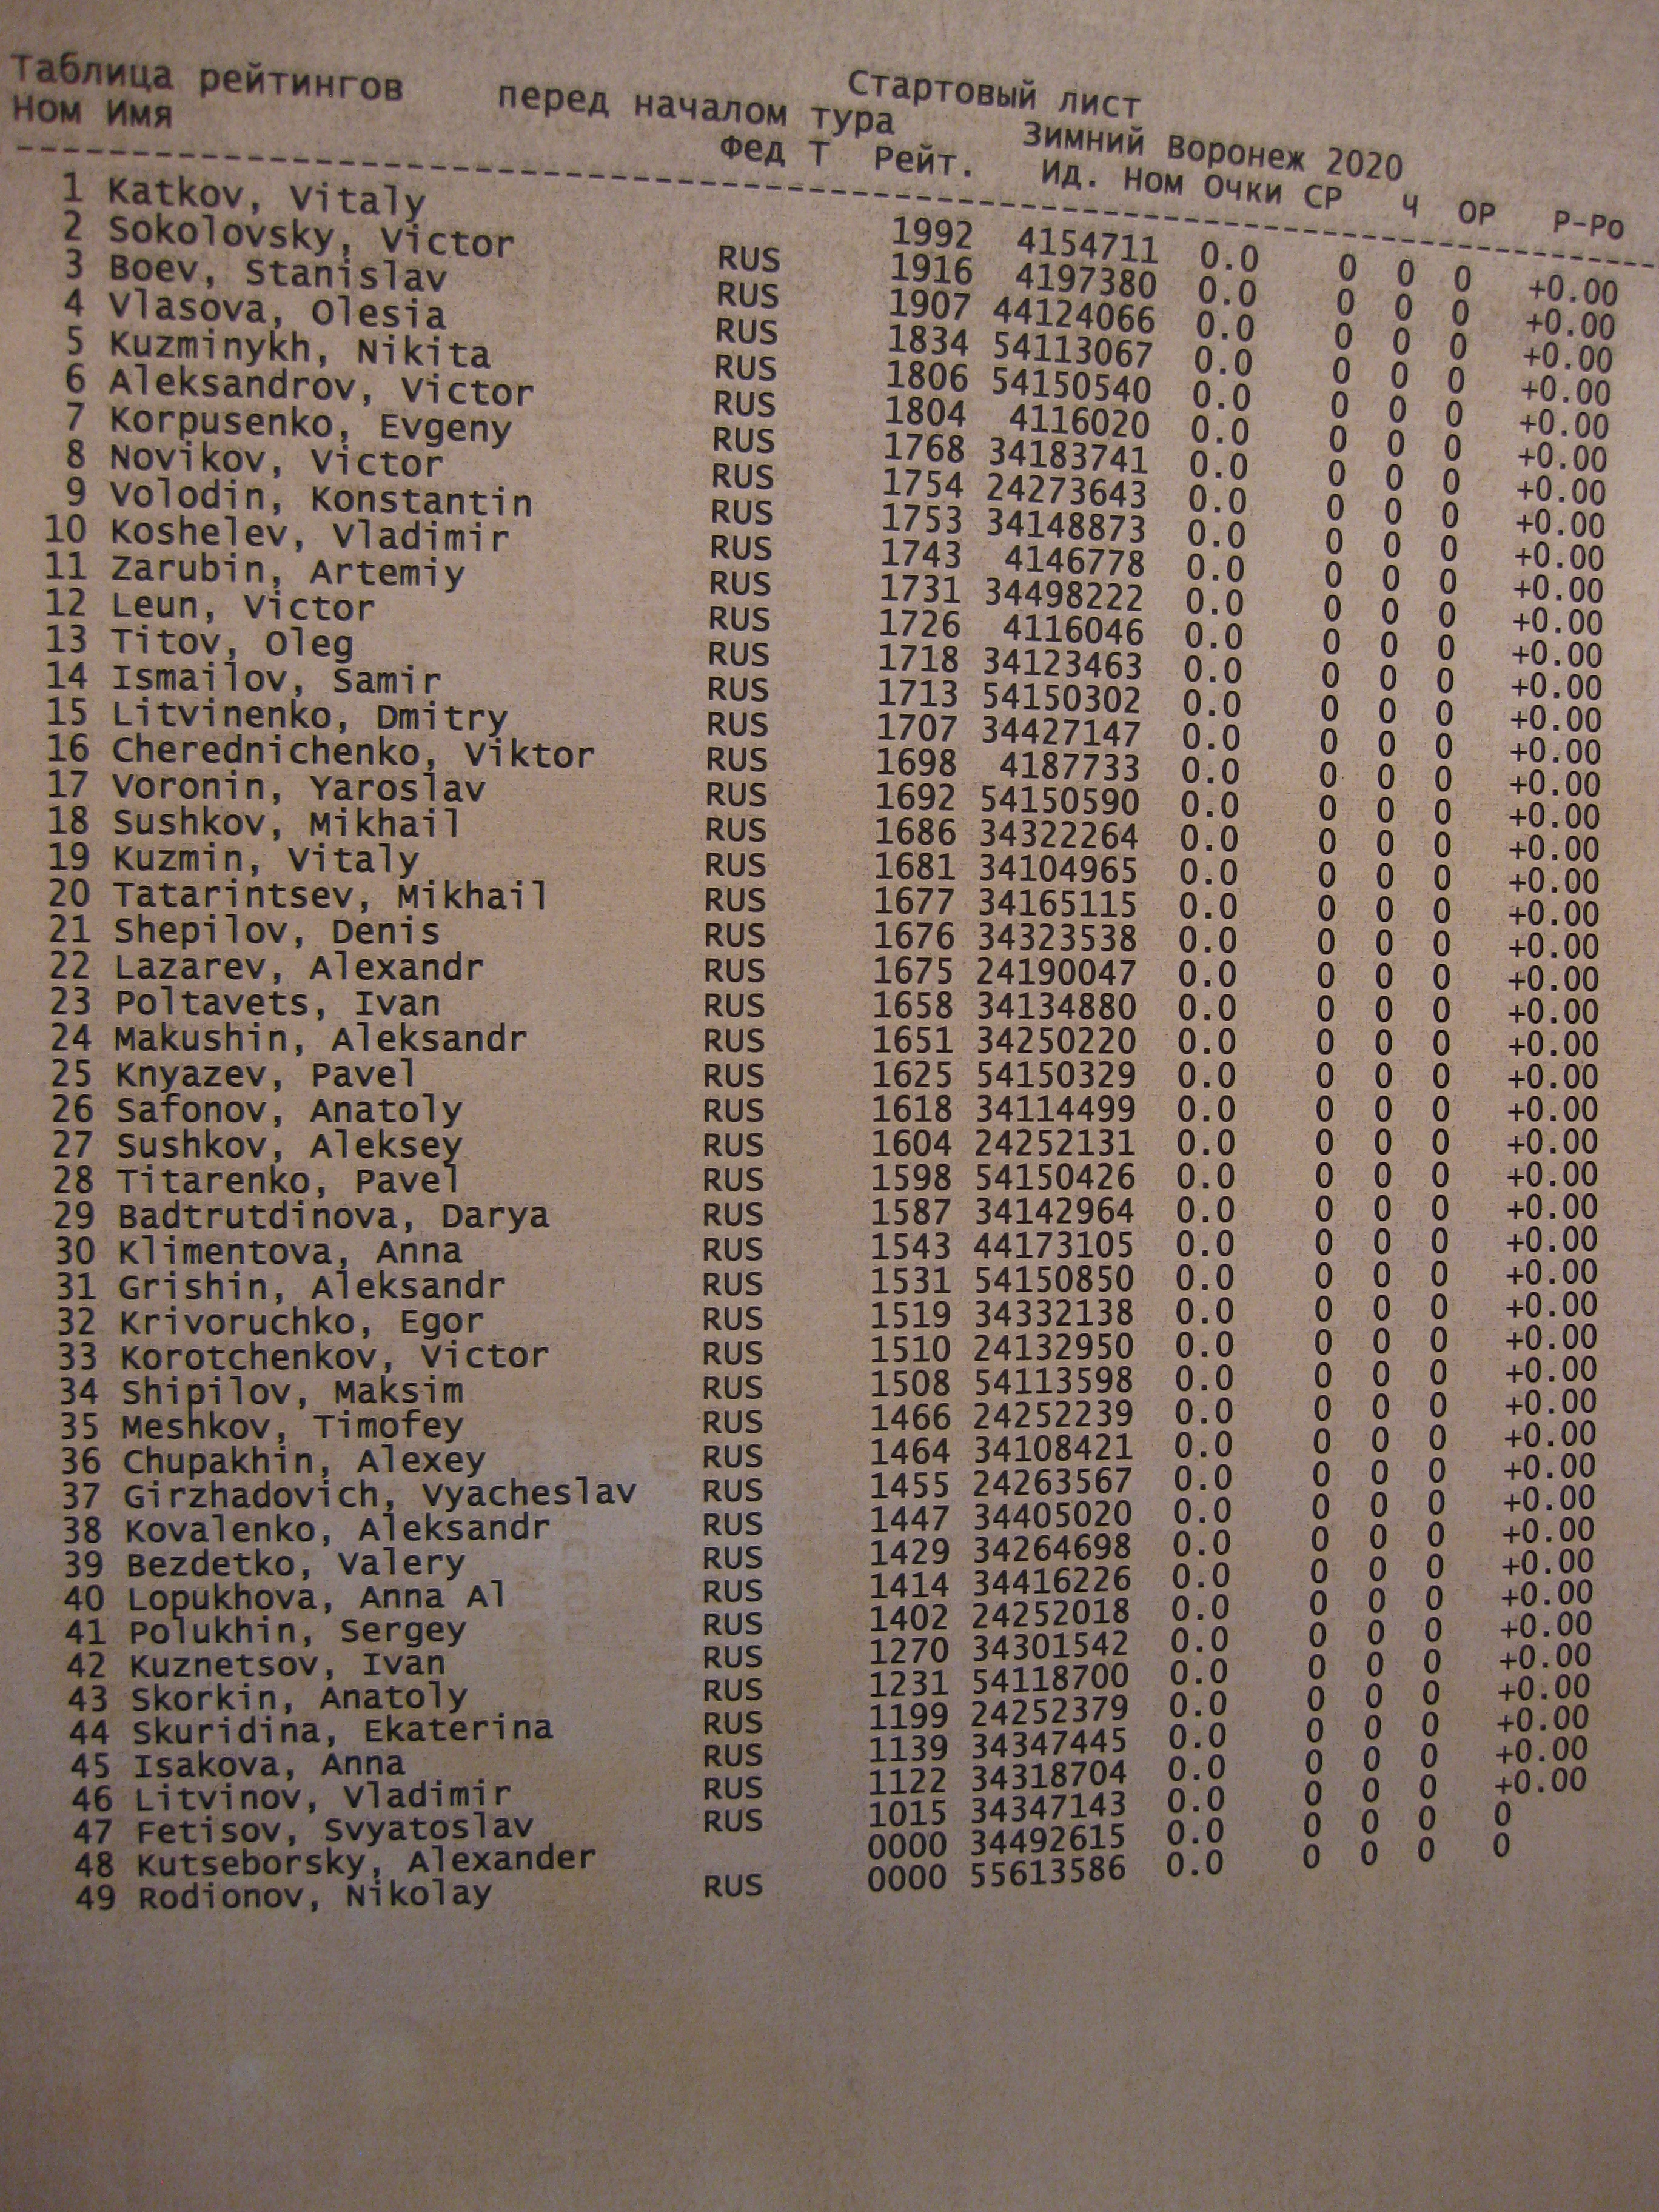 Стартовый лист
Таблица рейтингов перед началом тура Зимний Воронеж 2020
Ном Имя Фед Т Рейт. Ид. Ном Очки СР Ч ОР Р-Ро
1 Katkov, Vitaly RUS 1992 4154711 0.0 0 0 0 +0.00
2 Sokolovsky, Victor RUS 1916 4197380 0.0 0 0 0 +0.00
3 Boev, Stanislav RUS 1907 44124066 0.0 0 0 0 +0.00
4 Vlasova, Olesia RUS 1834 54113067 0.0 0 0 0 +0.00
5 Kuzminykh, Nikita RUS 1806 54150540 0.0 0 0 0 +0.00
6 Aleksandrov, Victor RUS 1804 4116020 0.0 0 0 0 +0.00
7 Korpusenko, Evgeny RUS 1768 34183741 0.0 0 0 0 +0.00
8 Novikov, Victor RUS 1754 24273643 0.0 0 0 0 +0.00
9 Volodin, Konstantin RUS 1753 34148873 0.0 0 0 0 +0.00
10 Koshelev, Vladimir RUS 1743 4146778 0.0 0 0 0 +0.00
11 Zarubin, Artemiy RUS 1731 34498222 0.0 0 0 0 +0.00
12 Leun, Victor RUS 1726 4116046 0.0 0 0 0 +0.00
13 Titov, Oleg RUS 1718 34123463 0.0 0 0 0 +0.00
14 Ismailov, Samir RUS 1713 54150302 0.0 0 0 0 +0.00
15 Litvinenko, Dmitry RUS 1707 34427147 0.0 0 0 0 +0.00
16 Cherednichenko, Viktor RUS 1698 4187733 0.0 0 0 0 +0.00
17 Voronin, Yaroslav RUS 1692 54150590 0.0 0 0 0 +0.00
18 Sushkov, Mikhail RUS 1686 34322264 0.0 0 0 0 +0.00
19 Kuzmin, Vitaly RUS 1681 34104965 0.0 0 0 0 +0.00
20 Tatarintsev, Mikhail RUS 1677 34165115 0.0 0 0 0 +0.00
21 Shepilov, Denis RUS 1676 34323538 0.0 0 0 0 +0.00
22 Lazarev, Alexandr RUS 1675 24190047 0.0 0 0 0 +0.00
23 Poltavets, Ivan RUS 1658 34134880 0.0 0 0 0 +0.00
24 Makushin, Aleksandr RUS 1651 34250220 0.0 0 0 0 +0.00
25 Knyazev, Pavel RUS 1625 54150329 0.0 0 0 0 +0.00
26 Safonov, Anatoly RUS 1618 34114499 0.0 0 0 0 +0.00
27 Sushkov, Aleksey RUS 1604 24252131 0.0 0 0 0 +0.00
28 Titarenko, Pavel RUS 1598 54150426 0.0 0 0 0 +0.00
29 Badtrutdinova, Darya RUS 1587 34142964 0.0 0 0 0 +0.00
30 Klimentova, Anna RUS 1543 44173105 0.0 0 0 0 +0.00
31 Grishin, Aleksandr RUS 1531 54150850 0.0 0 0 0 +0.00
32 Krivoruchko, Egor RUS 1519 34332138 0.0 0 0 0 +0.00
33 Korotchenkov, Victor RUS 1510 24132950 0.0 0 0 0 +0.00
34 Shipilov, Maksim RUS 1508 54113598 0.0 0 0 0 +0.00
35 Meshkov, Timofey RUS 1466 24252239 0.0 0 0 0 +0.00
36 Chupakhin, Alexey RUS 1464 34108421 0.0 0 0 0 +0.00
37 Girzhadovich, Vyacheslav RUS 1455 24263567 0.0 0 0 0 +0.00
38 Kovalenko, Aleksandr RUS 1447 34405020 0.0 0 0 0 +0.00
39 Bezdetko, Valery RUS 1429 34264698 0.0 0 0 0 +0.00
40 Lopukhova, Anna Al RUS 1414 34416226 0.0 0 0 0 +0.00
41 Polukhin, Sergey RUS 1402 24252018 0.0 0 0 0 +0.00
42 Kuznetsov, Ivan RUS 1270 34301542 0.0 0 0 0 +0.00
43 Skorkin, Anatoly RUS 1231 54118700 0.0 0 0 0 +0.00
44 Skuridina, Ekaterina RUS 1199 24252379 0.0 0 0 0 +0.00
45 Isakova, Anna RUS 1139 34347445 0.0 0 0 0 +0.00
46 Litvinov, Vladimir RUS 1122 34318704 0.0 0 0 0 +0.00
47 Fetisov, Svyatoslav RUS 1015 34347143 0.0 0 0 0 +0.00
48 Kutseborsky, Alexander 0000 34492615 0.0 0 0 0 0
49 Rodionov, Nikolay RUS 0000 55613586 0.0 0 0 0 0